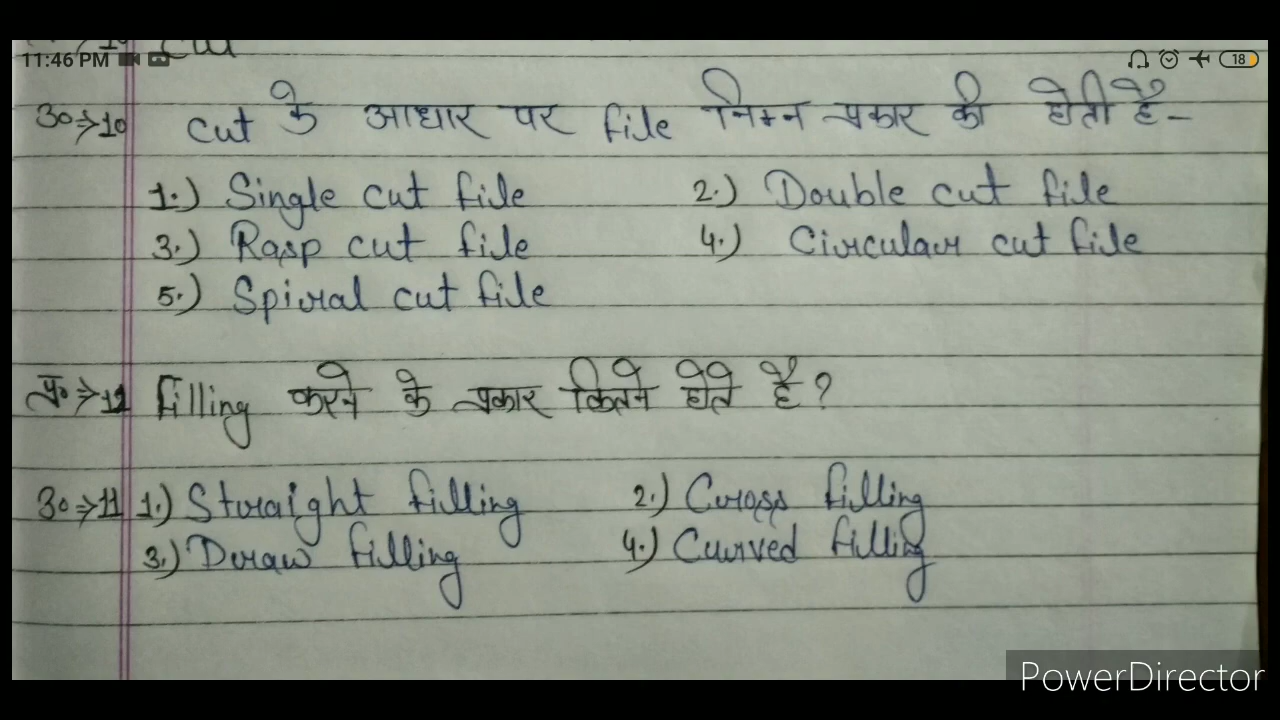 11:46 PM 18
उ०⇒10 cut के आधार पर file निम्न प्रकार की होती है -
1.) Single cut file 2.) Double cut file
3.) Rasp cut file 4.) Circular cut file
5.) Spiral cut file
प्र०⇒11 filling करने के प्रकार कितने होते है ?
उ०⇒11 1.) Straight filling 2.) Cross filling
3.) Draw filling 4.) Curved filling
PowerDirector